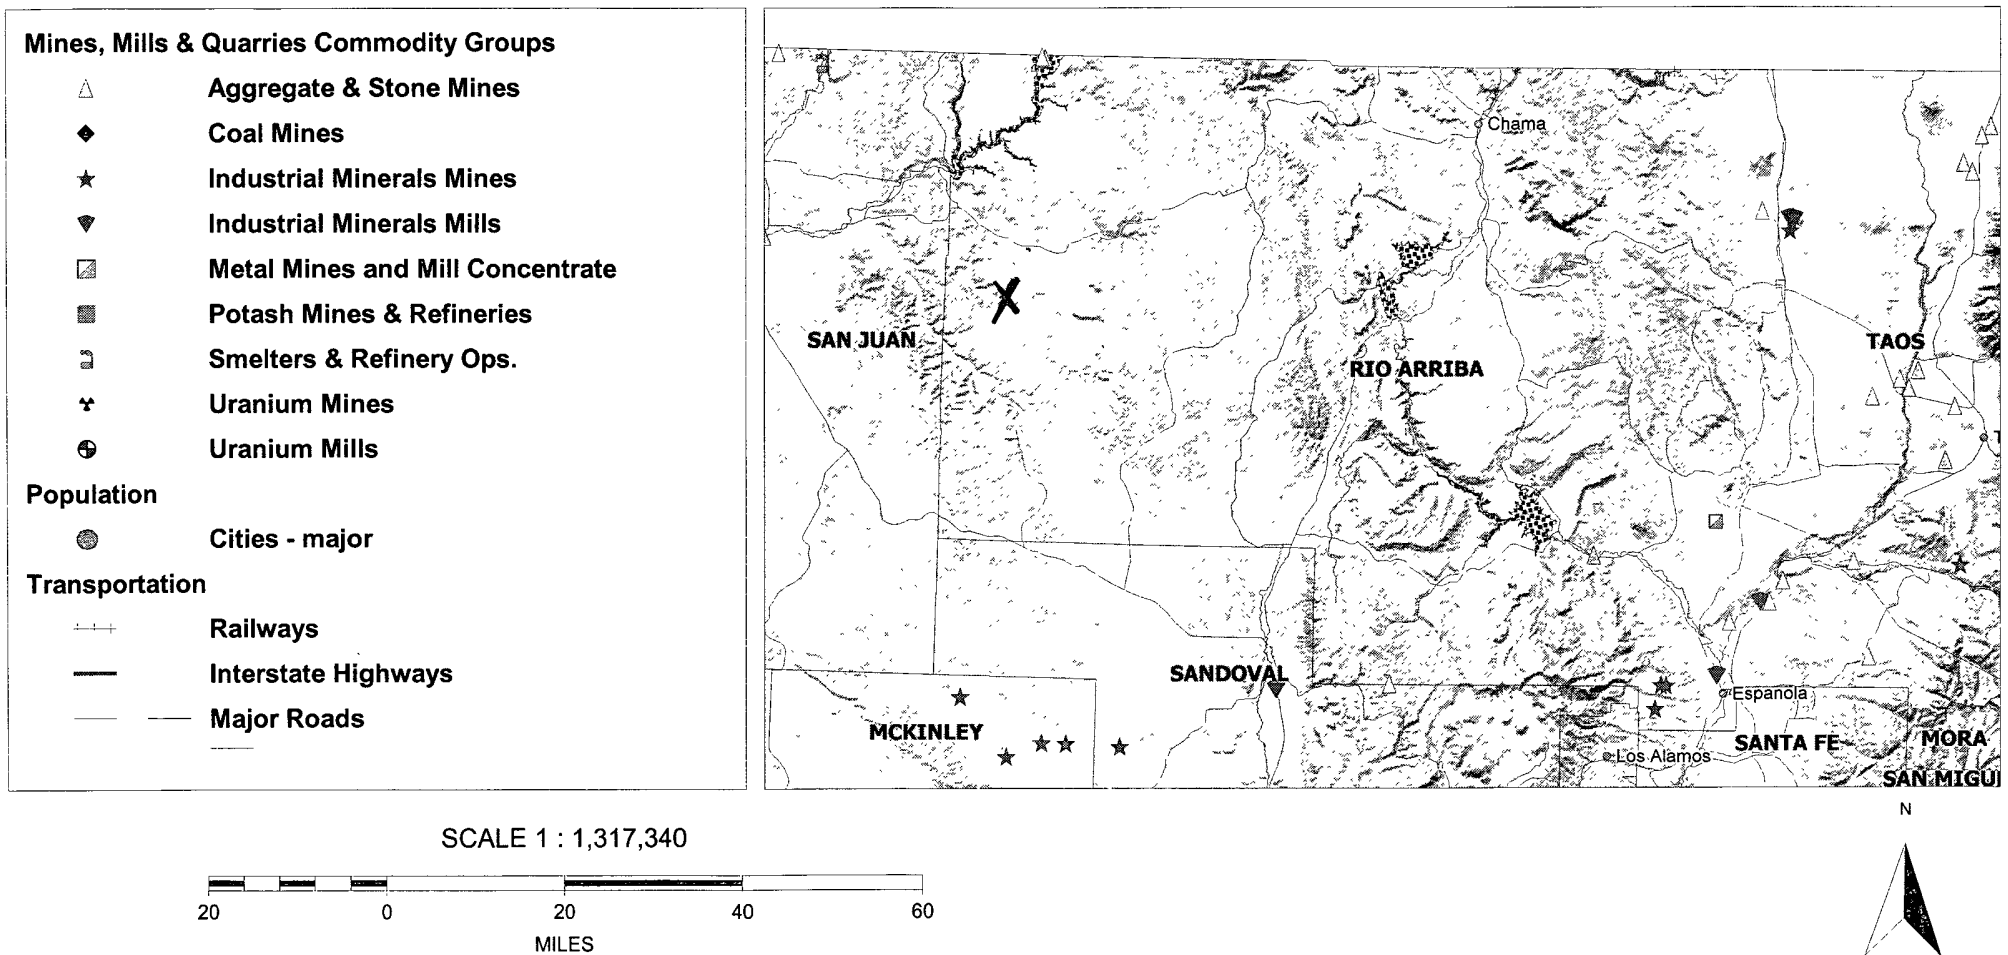 Mines, Mills & Quarries Commodity Groups
Aggregate & Stone Mines
Coal Mines
Industrial Minerals Mines
Industrial Minerals Mills
Metal Mines and Mill Concentrate
Potash Mines & Refineries
Smelters & Refinery Ops.
Uranium Mines
Uranium Mills
Population
Cities - major
Transportation
Railways
Interstate Highways
Major Roads
Chama
X
SAN JUAN
TAOS
RIO ARRIBA
SANDOVAL
Espanola
MCKINLEY
SANTA FE
MORA
Los Alamos
SAN MIGU
SCALE 1 : 1,317,340
20 0 20 40 60
MILES
N